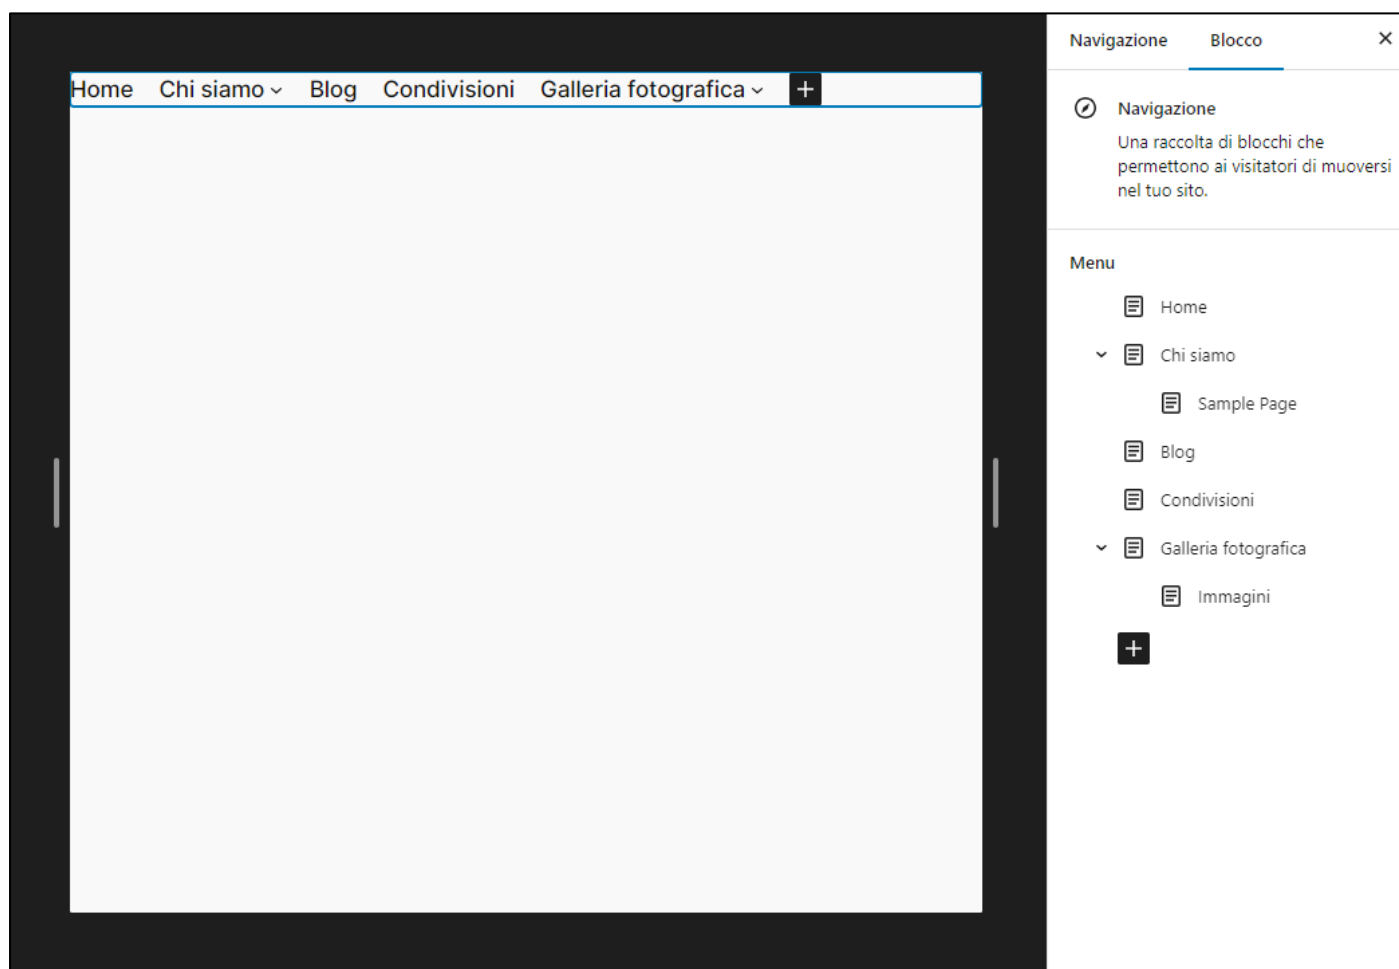 Home Chi siamo Blog Condivisioni Galleria fotografica
Navigazione Blocco
Navigazione
Una raccolta di blocchi che
permettono ai visitatori di muoversi
nel tuo sito.
Menu
Home
Chi siamo
Sample Page
Blog
Condivisioni
Galleria fotografica
Immagini